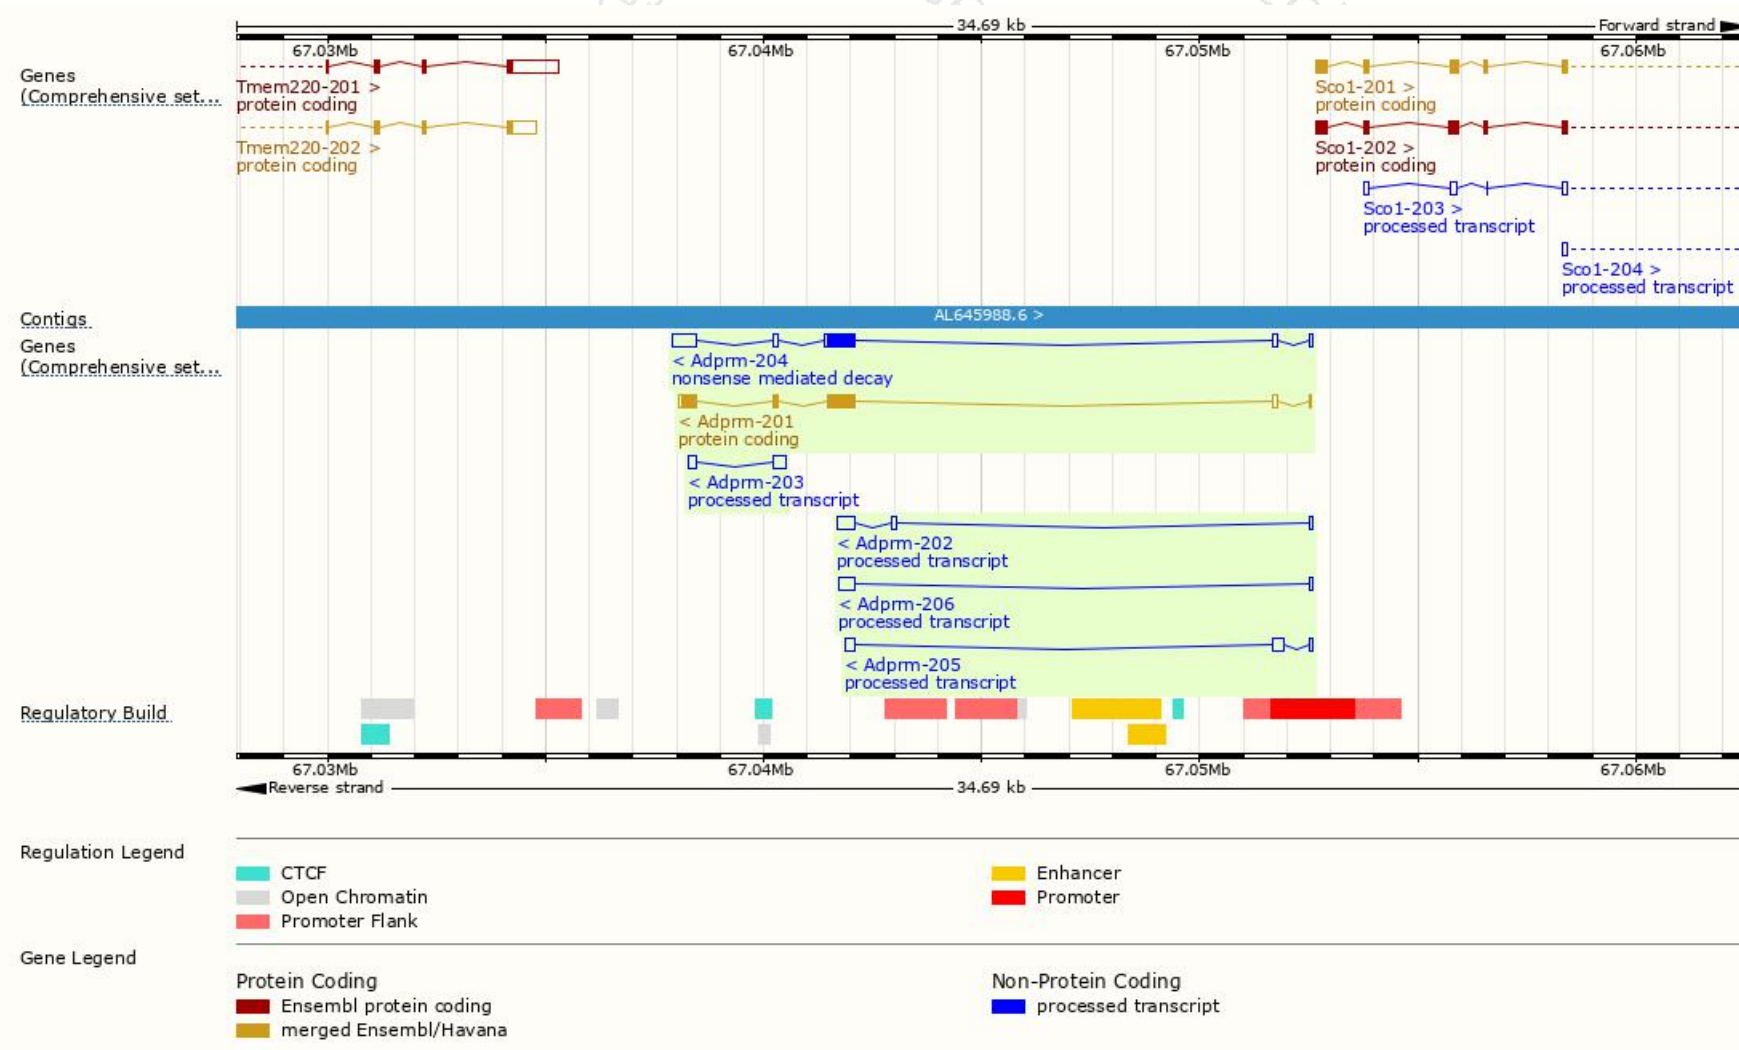 34.69 kb
Forward strand
67.03Mb 67.04Mb 67.05Mb 67.06Mb
Genes
(Comprehensive set...
Tmem220-201 >
protein coding
Tmem220-202 >
protein coding
Sco1-201 >
protein coding
Sco1-202 >
protein coding
Sco1-203 >
processed transcript
Sco1-204 >
processed transcript
Contigs
AL645988.6 >
Genes
(Comprehensive set...
< Adprm-204
nonsense mediated decay
< Adprm-201
protein coding
< Adprm-203
processed transcript
< Adprm-202
processed transcript
< Adprm-206
processed transcript
< Adprm-205
processed transcript
Regulatory Build
67.03Mb 67.04Mb 67.05Mb 67.06Mb
Reverse strand
34.69 kb
Regulation Legend
CTCF
Open Chromatin
Promoter Flank
Enhancer
Promoter
Gene Legend
Protein Coding
Ensembl protein coding
merged Ensembl/Havana
Non-Protein Coding
processed transcript